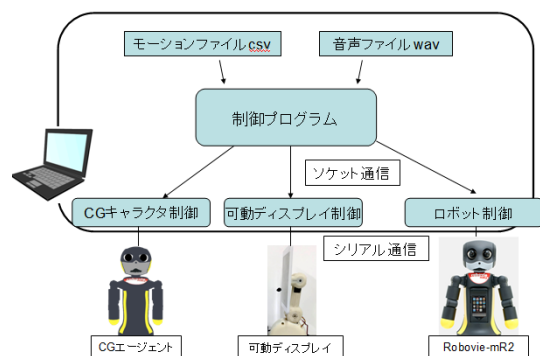 モーションファイルcsv
音声ファイルwav
制御プログラム
ソケット通信
CGキャラクタ制御
可動ディスプレイ制御
ロボット制御
シリアル通信
CGエージェント
可動ディスプレイ
Robovie-mR2